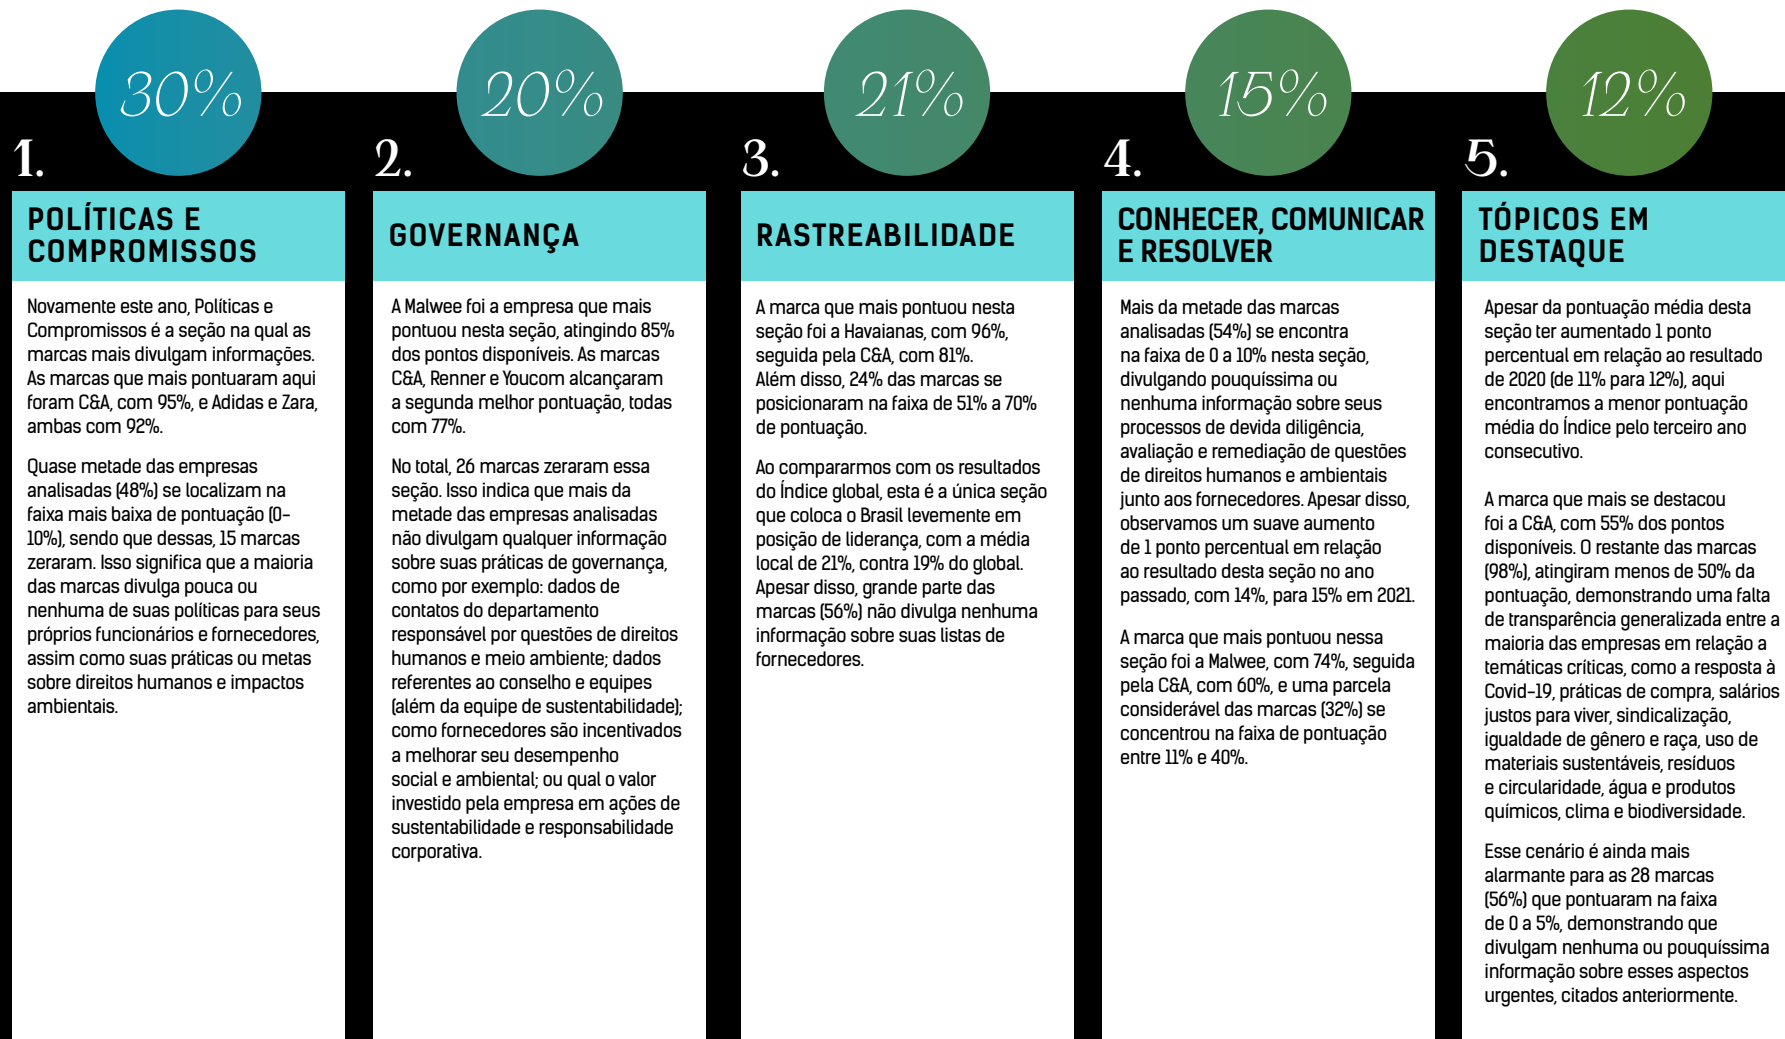 30%
1.
POLÍTICAS E
COMPROMISSOS
Novamente este ano, Políticas e
Compromissos é a seção na qual as
marcas mais divulgam informações.
As marcas que mais pontuaram aqui
foram C&A, com 95%, e Adidas e Zara,
ambas com 92%.
Quase metade das empresas
analisadas (48%) se localizam na
faixa mais baixa de pontuação (0-
10%), sendo que dessas, 15 marcas
zeraram. Isso significa que a maioria
das marcas divulga pouca ou
nenhuma de suas políticas para seus
próprios funcionários e fornecedores,
assim como suas práticas ou metas
sobre direitos humanos e impactos
ambientais.
20%
2.
GOVERNANÇA
A Malwee foi a empresa que mais
pontuou nesta seção, atingindo 85%
dos pontos disponíveis. As marcas
C&A, Renner e Youcom alcançaram
a segunda melhor pontuação, todas
com 77%.
No total, 26 marcas zeraram essa
seção. Isso indica que mais da
metade das empresas analisadas
não divulgam qualquer informação
sobre suas práticas de governança,
como por exemplo: dados de
contatos do departamento
responsável por questões de direitos
humanos e meio ambiente; dados
referentes ao conselho e equipes
(além da equipe de sustentabilidade);
como fornecedores são incentivados
a melhorar seu desempenho
social e ambiental; ou qual o valor
investido pela empresa em ações de
sustentabilidade e responsabilidade
corporativa.
21%
3.
RASTREABILIDADE
A marca que mais pontuou nesta
seção foi a Havaianas, com 96%,
seguida pela C&A, com 81%.
Além disso, 24% das marcas se
posicionaram na faixa de 51% a 70%
de pontuação.
Ao compararmos com os resultados
do Índice global, esta é a única seção
que coloca o Brasil levemente em
posição de liderança, com a média
local de 21%, contra 19% do global.
Apesar disso, grande parte das
marcas (56%) não divulga nenhuma
informação sobre suas listas de
fornecedores.
15%
4.
CONHECER, COMUNICAR
E RESOLVER
Mais da metade das marcas
analisadas (54%) se encontra
na faixa de 0 a 10% nesta seção,
divulgando pouquíssima ou
nenhuma informação sobre seus
processos de devida diligência,
avaliação e remediação de questões
de direitos humanos e ambientais
junto aos fornecedores. Apesar disso,
observamos um suave aumento
de 1 ponto percentual em relação
ao resultado desta seção no ano
passado, com 14%, para 15% em 2021.
A marca que mais pontuou nessa
seção foi a Malwee, com 74%, seguida
pela C&A, com 60%, e uma parcela
considerável das marcas (32%) se
concentrou na faixa de pontuação
entre 11% e 40%.
12%
5.
TÓPICOS EM
DESTAQUE
Apesar da pontuação média desta
seção ter aumentado 1 ponto
percentual em relação ao resultado
de 2020 (de 11% para 12%), aqui
encontramos a menor pontuação
média do Índice pelo terceiro ano
consecutivo.
A marca que mais se destacou
foi a C&A, com 55% dos pontos
disponíveis. O restante das marcas
(98%), atingiram menos de 50% da
pontuação, demonstrando uma falta
de transparência generalizada entre a
maioria das empresas em relação a
temáticas críticas, como a resposta à
Covid-19, práticas de compra, salários
justos para viver, sindicalização,
igualdade de gênero e raça, uso de
materiais sustentáveis, resíduos
e circularidade, água e produtos
químicos, clima e biodiversidade.
Esse cenário é ainda mais
alarmante para as 28 marcas
(56%) que pontuaram na faixa
de 0 a 5%, demonstrando que
divulgam nenhuma ou pouquíssima
informação sobre esses aspectos
urgentes, citados anteriormente.